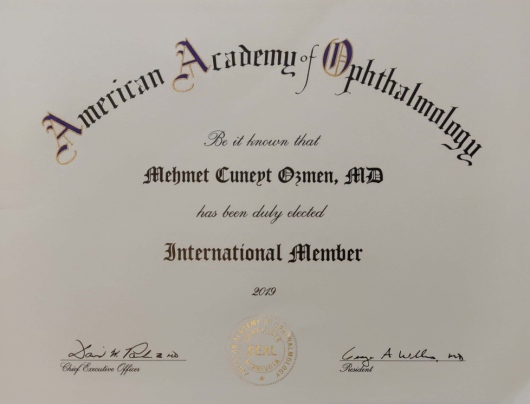 American Academy of Ophthalmology
Be it known that
Mehmet Cuneyt Ozmen, MD
has been duly elected
International Member
2019
Chief Executive Officer
President
SEAL